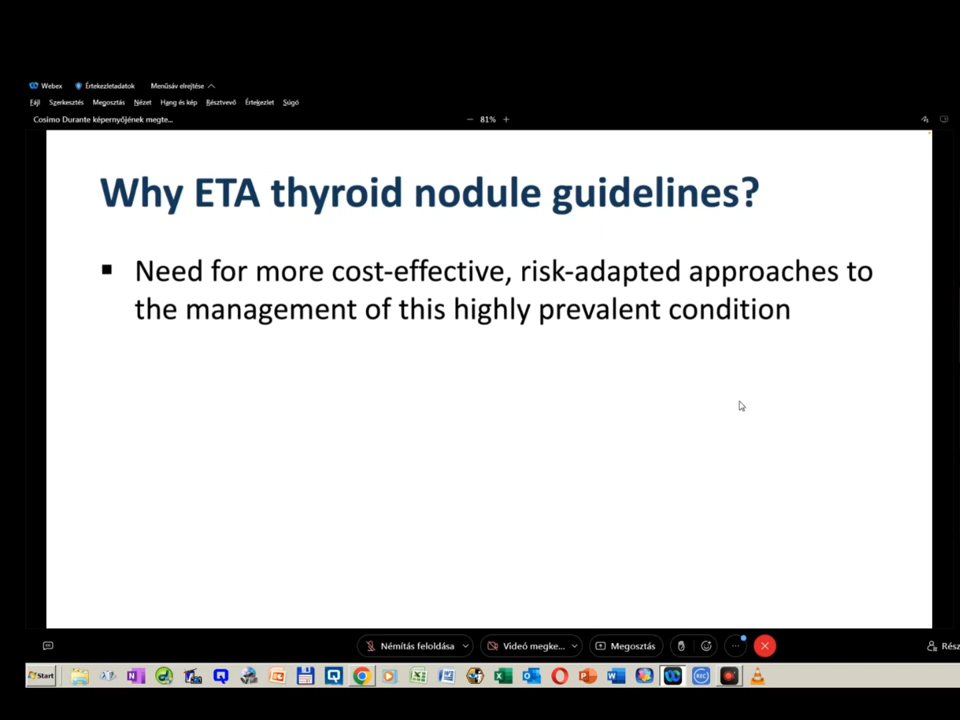 Webex Értekezletadatok Menüsáv elrejtése
Fájl Szerkesztés Megosztás Nézet Hang és kép Résztvevő Értekezlet Súgó
Cosimo Durante képernyőjének megte... 81%
Why ETA thyroid nodule guidelines?
Need for more cost-effective, risk-adapted approaches to
the management of this highly prevalent condition
Némítás feloldása Videó megke... Megosztás Rész
Start
REC